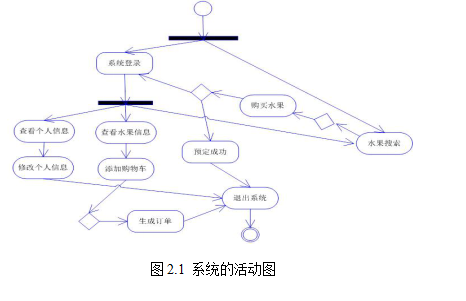 系统登录
购买水果
查看个人信息
查看水果信息
水果搜索
预定成功
修改个人信息
添加购物车
退出系统
生成订单
图 2.1 系统的活动图